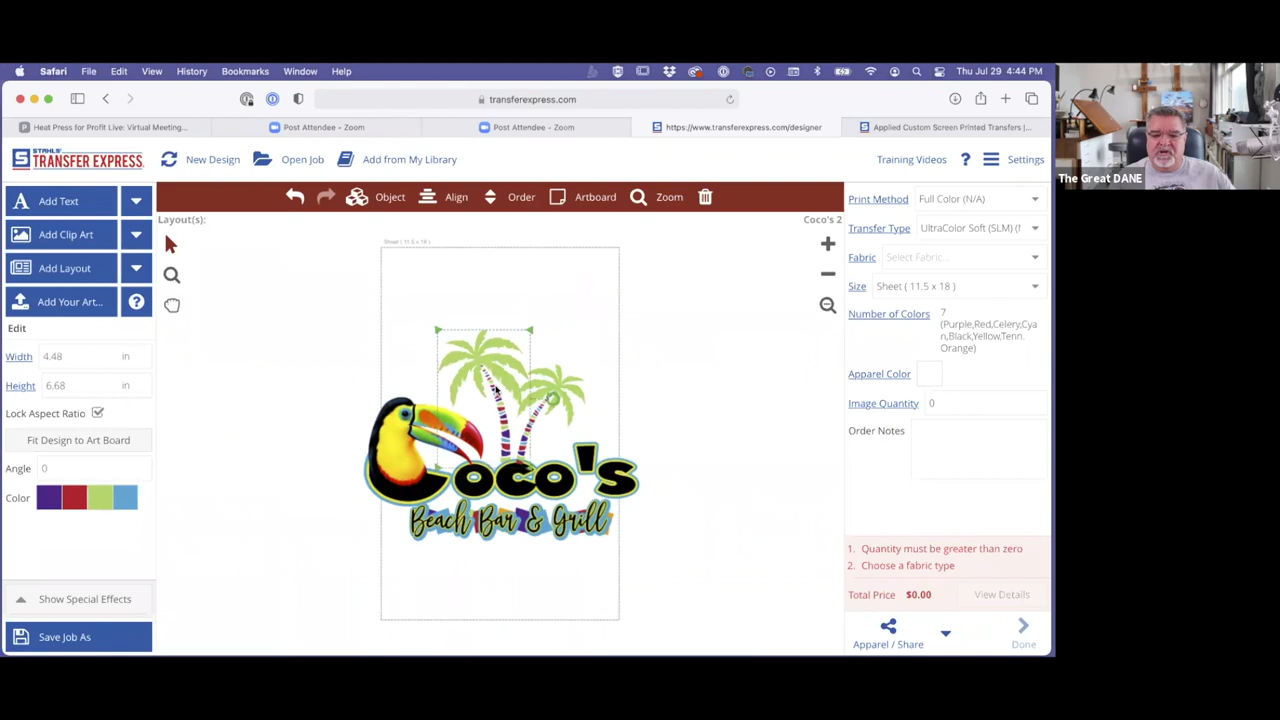 Safari File Edit View History Bookmarks Window Help Thu Jul 29 4:44 PM
transferexpress.com
Heat Press for Profit Live: Virtual Meeting... Post Attendee - Zoom Post Attendee - Zoom https://www.transferexpress.com/designer Applied Custom Screen Printed Transfers |...
STAHLS'
TRANSFER EXPRESS. New Design Open Job Add from My Library Training Videos ? Settings
The Great DANE
Add Text
Add Clip Art
Add Layout
Add Your Art...
Edit
Width 4.48 in
Height 6.68 in
Lock Aspect Ratio
Fit Design to Art Board
Angle 0
Color
Show Special Effects
Save Job As
Object Align Order Artboard Zoom
Layout(s): Coco's 2
Sheet ( 11.5 x 18 )
Coco's
Beach Bar & Grill
Print Method Full Color (N/A)
Transfer Type UltraColor Soft (SLM) (
Fabric Select Fabric...
Size Sheet ( 11.5 x 18 )
Number of Colors 7
(Purple,Red,Celery,Cya
n,Black,Yellow,Tenn.
Orange)
Apparel Color
Image Quantity 0
Order Notes
1. Quantity must be greater than zero
2. Choose a fabric type
Total Price $0.00 View Details
Apparel / Share Done